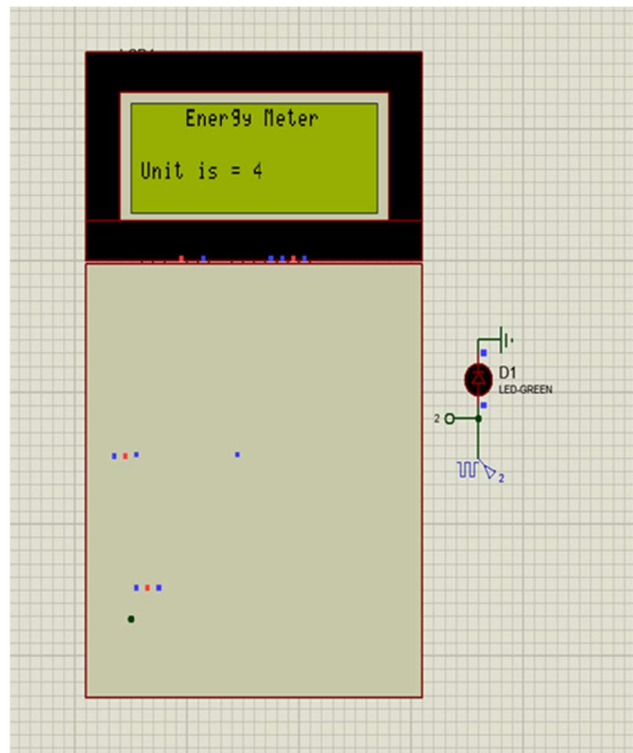 Energy Meter
Unit is = 4
D1
LED-GREEN
2
2